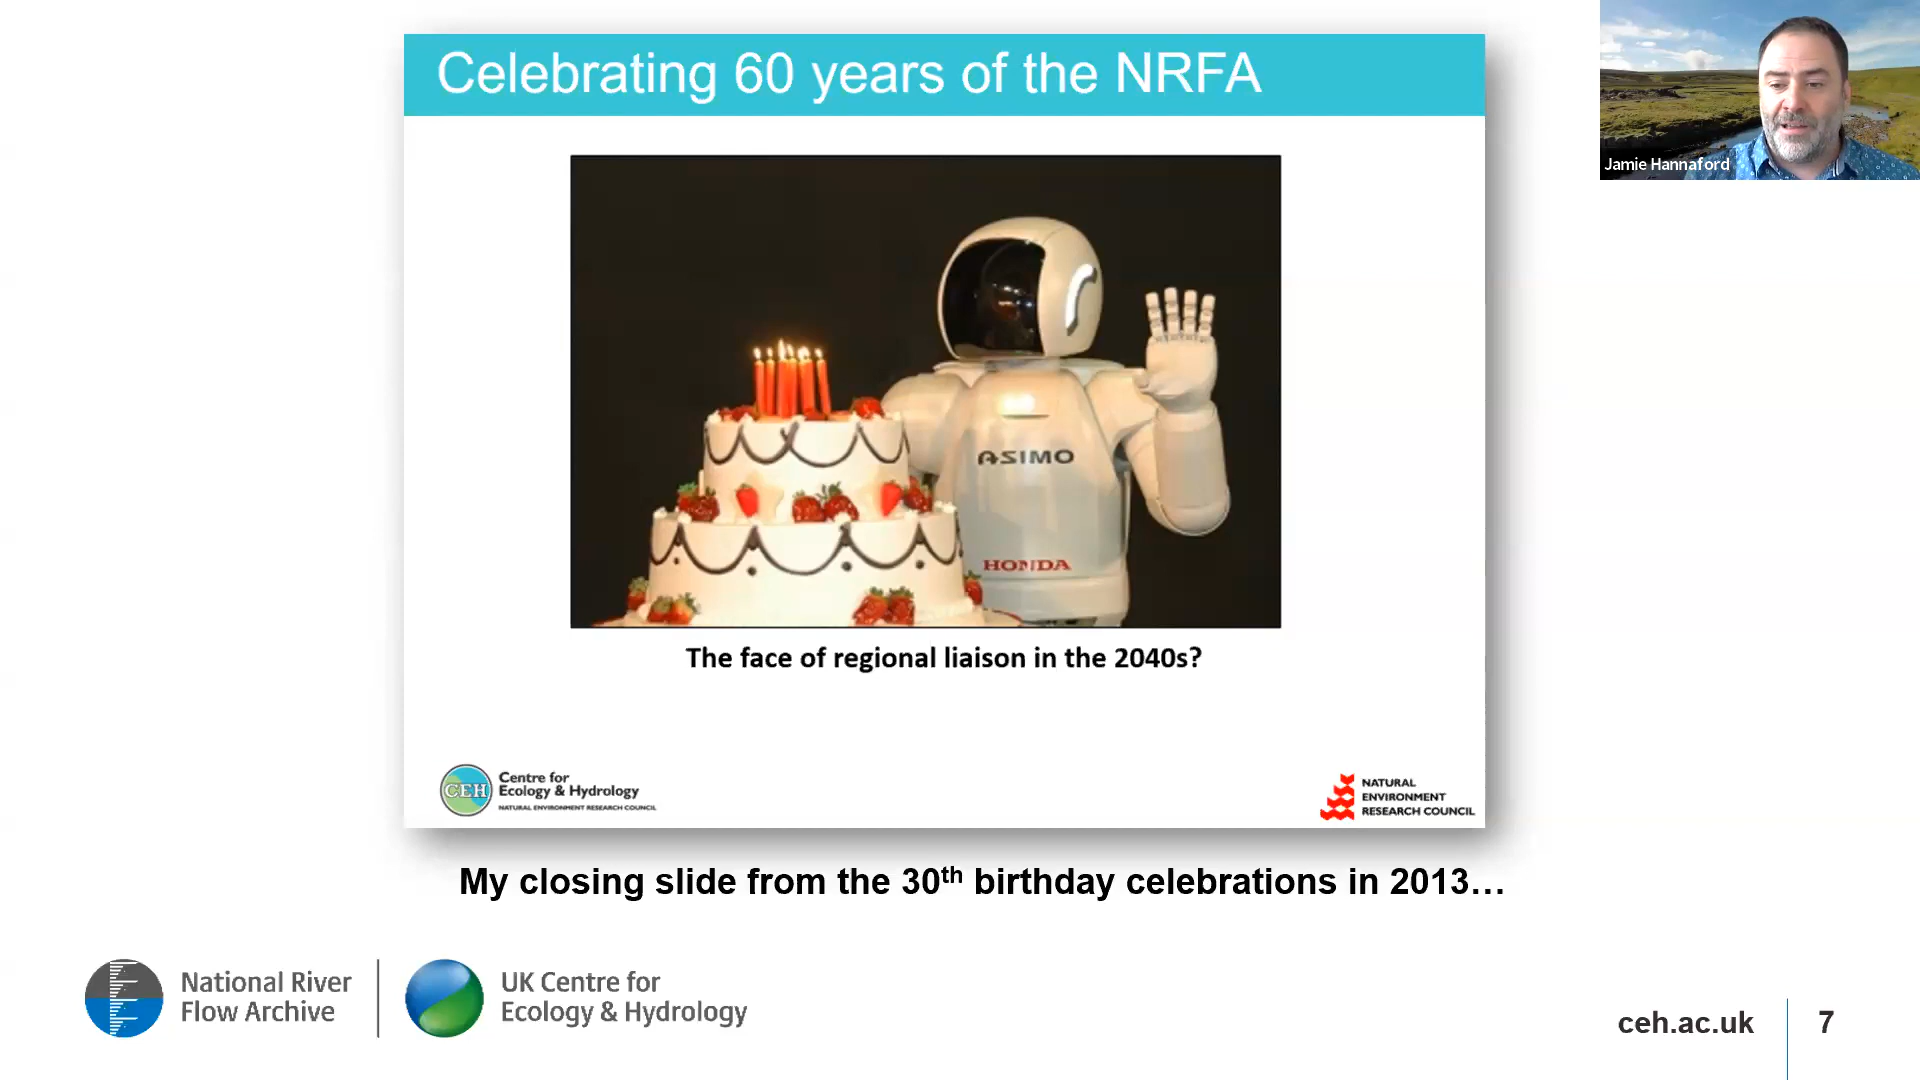 Celebrating 60 years of the NRFA
Jamie Hannaford
ASIMO
HONDA
The face of regional liaison in the 2040s?
CEH
Centre for
Ecology & Hydrology
NATURAL ENVIRONMENT RESEARCH COUNCIL
NATURAL
ENVIRONMENT
RESEARCH COUNCIL
My closing slide from the 30th birthday celebrations in 2013…
National River
Flow Archive
UK Centre for
Ecology & Hydrology
ceh.ac.uk
7